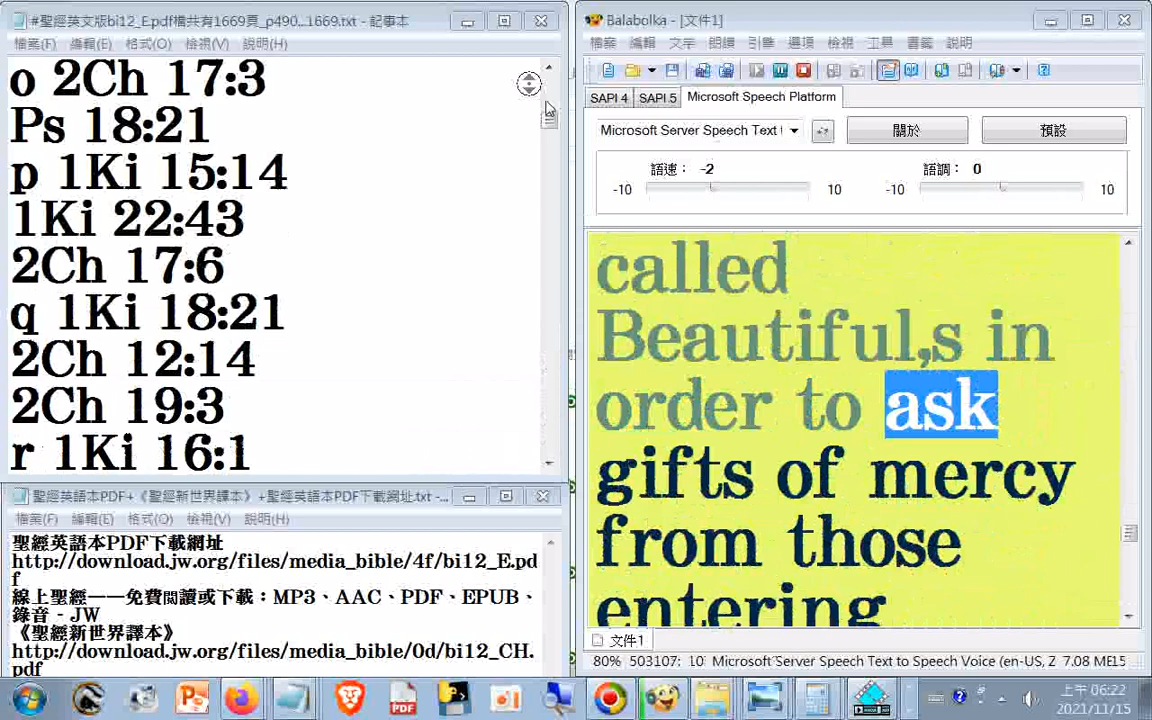 #聖經英文版bi12_E.pdf檔共有1669頁_p490,..1669.txt - 記事本
檔案(F) 編輯(E) 格式(O) 檢視(V) 說明(H)
o 2Ch 17:3
Ps 18:21
p 1Ki 15:14
1Ki 22:43
2Ch 17:6
q 1Ki 18:21
2Ch 12:14
2Ch 19:3
r 1Ki 16:1
聖經英語本PDF+《聖經新世界譯本》+聖經英語本PDF下載網址.txt - ...
檔案(F) 編輯(E) 格式(O) 檢視(V) 說明(H)
聖經英語本PDF下載網址
http://download.jw.org/files/media_bible/4f/bi12_E.pd
f
線上聖經——免費閱讀或下載：MP3、AAC、PDF、EPUB、
錄音 - JW
《聖經新世界譯本》
http://download.jw.org/files/media_bible/0d/bi12_CH.
pdf
Balabolka - [文件1]
檔案 編輯 文字 朗讀 引擎 選項 檢視 工具 書籤 說明
SAPI 4 SAPI 5 Microsoft Speech Platform
Microsoft Server Speech Text 關於 預設
語速： -2 語調： 0
-10 10 -10 10
called
Beautiful,s in
order to ask
gifts of mercy
from those
entering
文件1
80% 503107: 10 Microsoft Server Speech Text to Speech Voice (en-US, Z 7.08 ME15
上午 06:22
2021/11/15